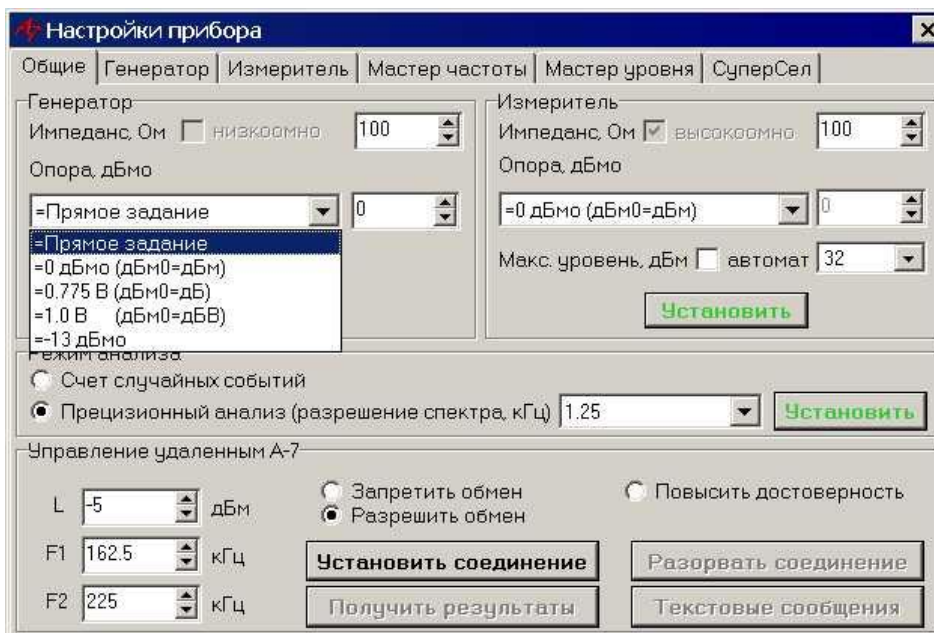 Настройки прибора
Общие Генератор Измеритель Мастер частоты Мастер уровня СуперСел
Генератор
Импеданс, Ом низкоомно 100
Опора, дБмо
=Прямое задание 0
=Прямое задание
=0 дБмо (дБм0=дБм)
=0.775 В (дБм0=дБ)
=1.0 В (дБм0=дБВ)
=-13 дБмо
Измеритель
Импеданс, Ом высокоомно 100
Опора, дБмо
=0 дБмо (дБм0=дБм) 0
Макс. уровень, дБм автомат 32
Установить
Режим анализа
Счет случайных событий
Прецизионный анализ (разрешение спектра, кГц) 1.25 Установить
Управление удаленным А-7
L -5 дБм
F1 162.5 кГц
F2 225 кГц
Запретить обмен
Разрешить обмен
Повысить достоверность
Установить соединение Разорвать соединение
Получить результаты Текстовые сообщения